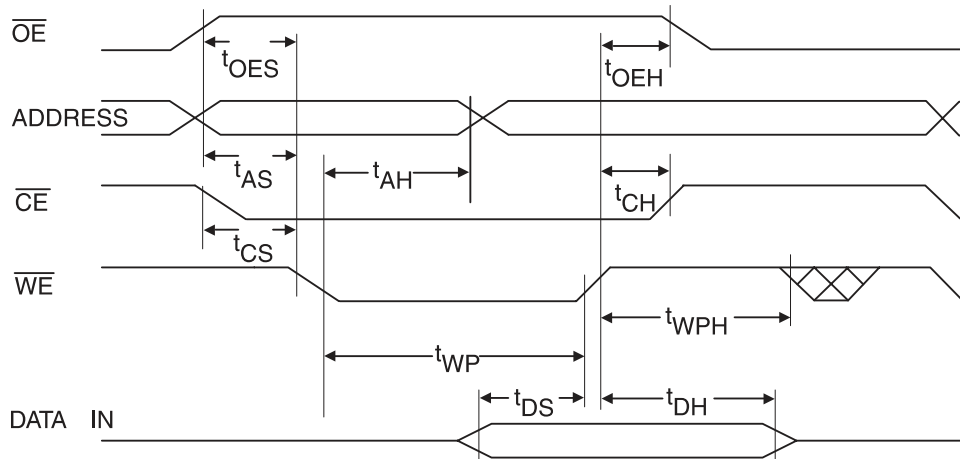 OE
tOES
tOEH
ADDRESS
tAS
tAH
tCH
CE
tCS
WE
tWPH
tWP
tDS
tDH
DATA IN